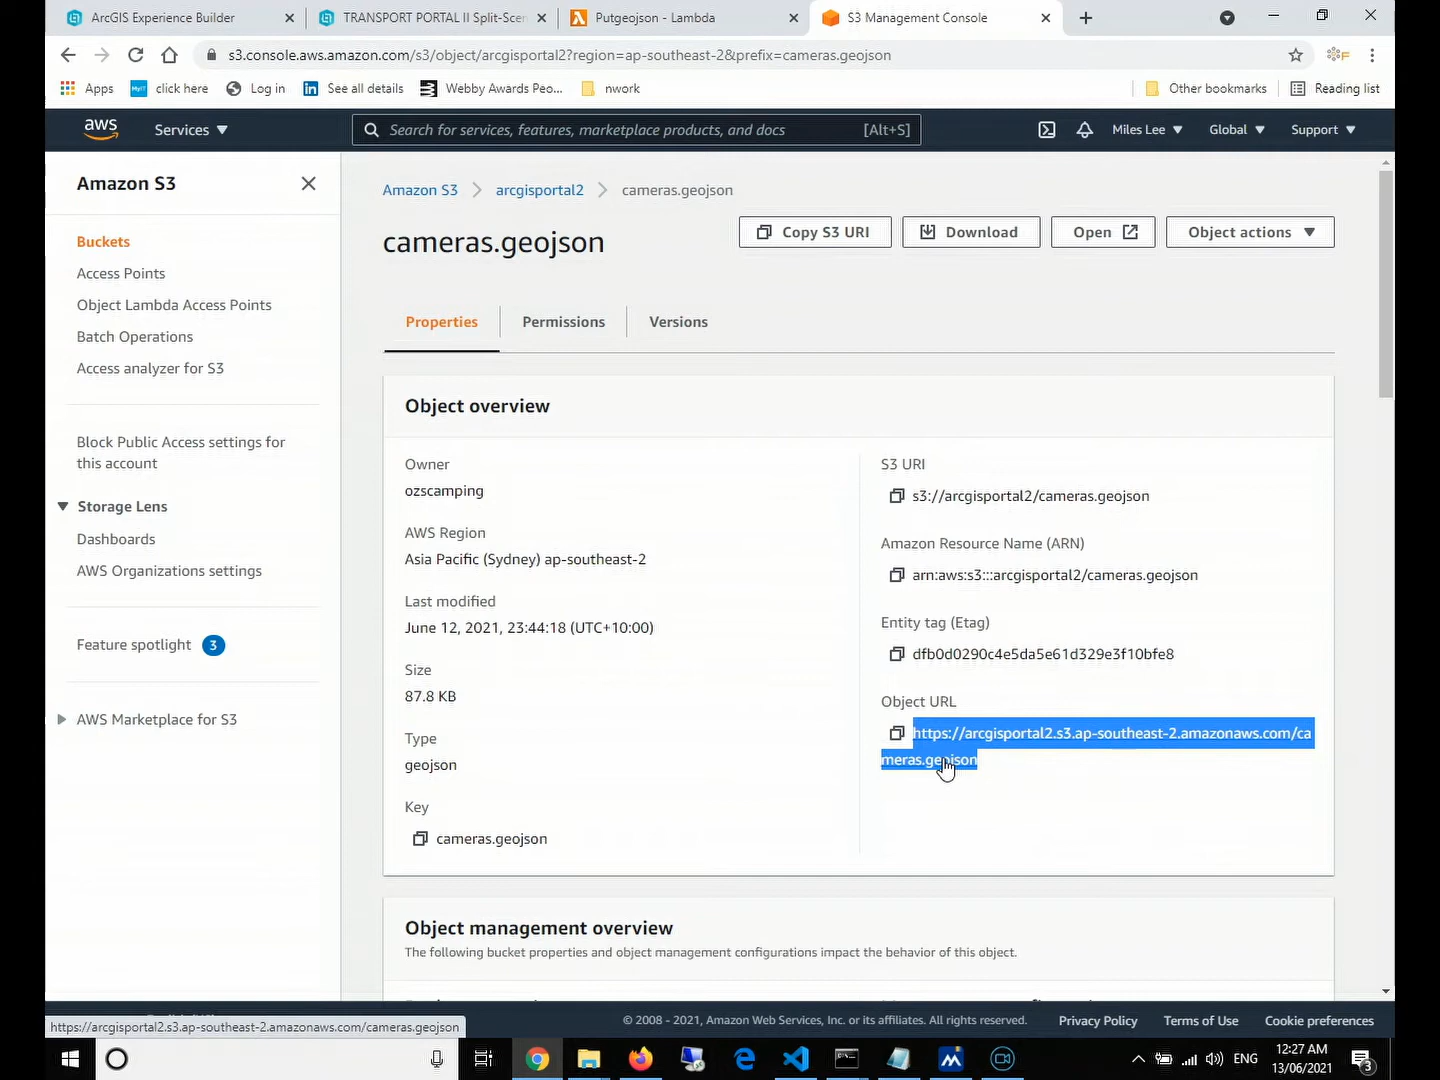 ArcGIS Experience Builder
TRANSPORT PORTAL II Split-Scen
Putgeojson - Lambda
S3 Management Console
s3.console.aws.amazon.com/s3/object/arcgisportal2?region=ap-southeast-2&prefix=cameras.geojson
Apps
click here
Log in
See all details
Webby Awards Peo...
nwork
Other bookmarks
Reading list
aws
Services
Search for services, features, marketplace products, and docs
[Alt+S]
Miles Lee
Global
Support
Amazon S3
Buckets
Access Points
Object Lambda Access Points
Batch Operations
Access analyzer for S3
Block Public Access settings for
this account
Storage Lens
Dashboards
AWS Organizations settings
Feature spotlight 3
AWS Marketplace for S3
Amazon S3 > arcgisportal2 > cameras.geojson
cameras.geojson
Copy S3 URI
Download
Open
Object actions
Properties
Permissions
Versions
Object overview
Owner
ozscamping
AWS Region
Asia Pacific (Sydney) ap-southeast-2
Last modified
June 12, 2021, 23:44:18 (UTC+10:00)
Size
87.8 KB
Type
geojson
Key
cameras.geojson
S3 URI
s3://arcgisportal2/cameras.geojson
Amazon Resource Name (ARN)
arn:aws:s3:::arcgisportal2/cameras.geojson
Entity tag (Etag)
dfb0d0290c4e5da5e61d329e3f10bfe8
Object URL
https://arcgisportal2.s3.ap-southeast-2.amazonaws.com/ca
meras.geojson
Object management overview
The following bucket properties and object management configurations impact the behavior of this object.
© 2008 - 2021, Amazon Web Services, Inc. or its affiliates. All rights reserved.
Privacy Policy
Terms of Use
Cookie preferences
https://arcgisportal2.s3.ap-southeast-2.amazonaws.com/cameras.geojson
ENG
12:27 AM
13/06/2021
3